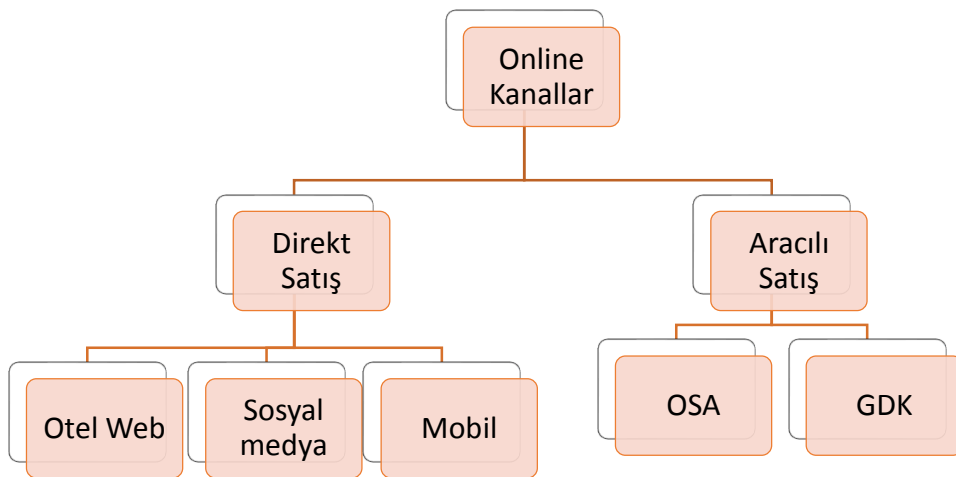 Online
Kanallar
Direkt
Satış
Aracılı
Satış
Otel Web
Sosyal
medya
Mobil
OSA
GDK